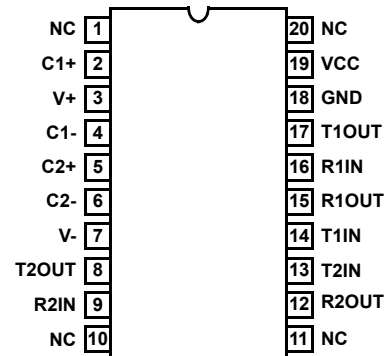 NC 1 20 NC
C1+ 2 19 VCC
V+ 3 18 GND
C1- 4 17 T1OUT
C2+ 5 16 R1IN
C2- 6 15 R1OUT
V- 7 14 T1IN
T2OUT 8 13 T2IN
R2IN 9 12 R2OUT
NC 10 11 NC